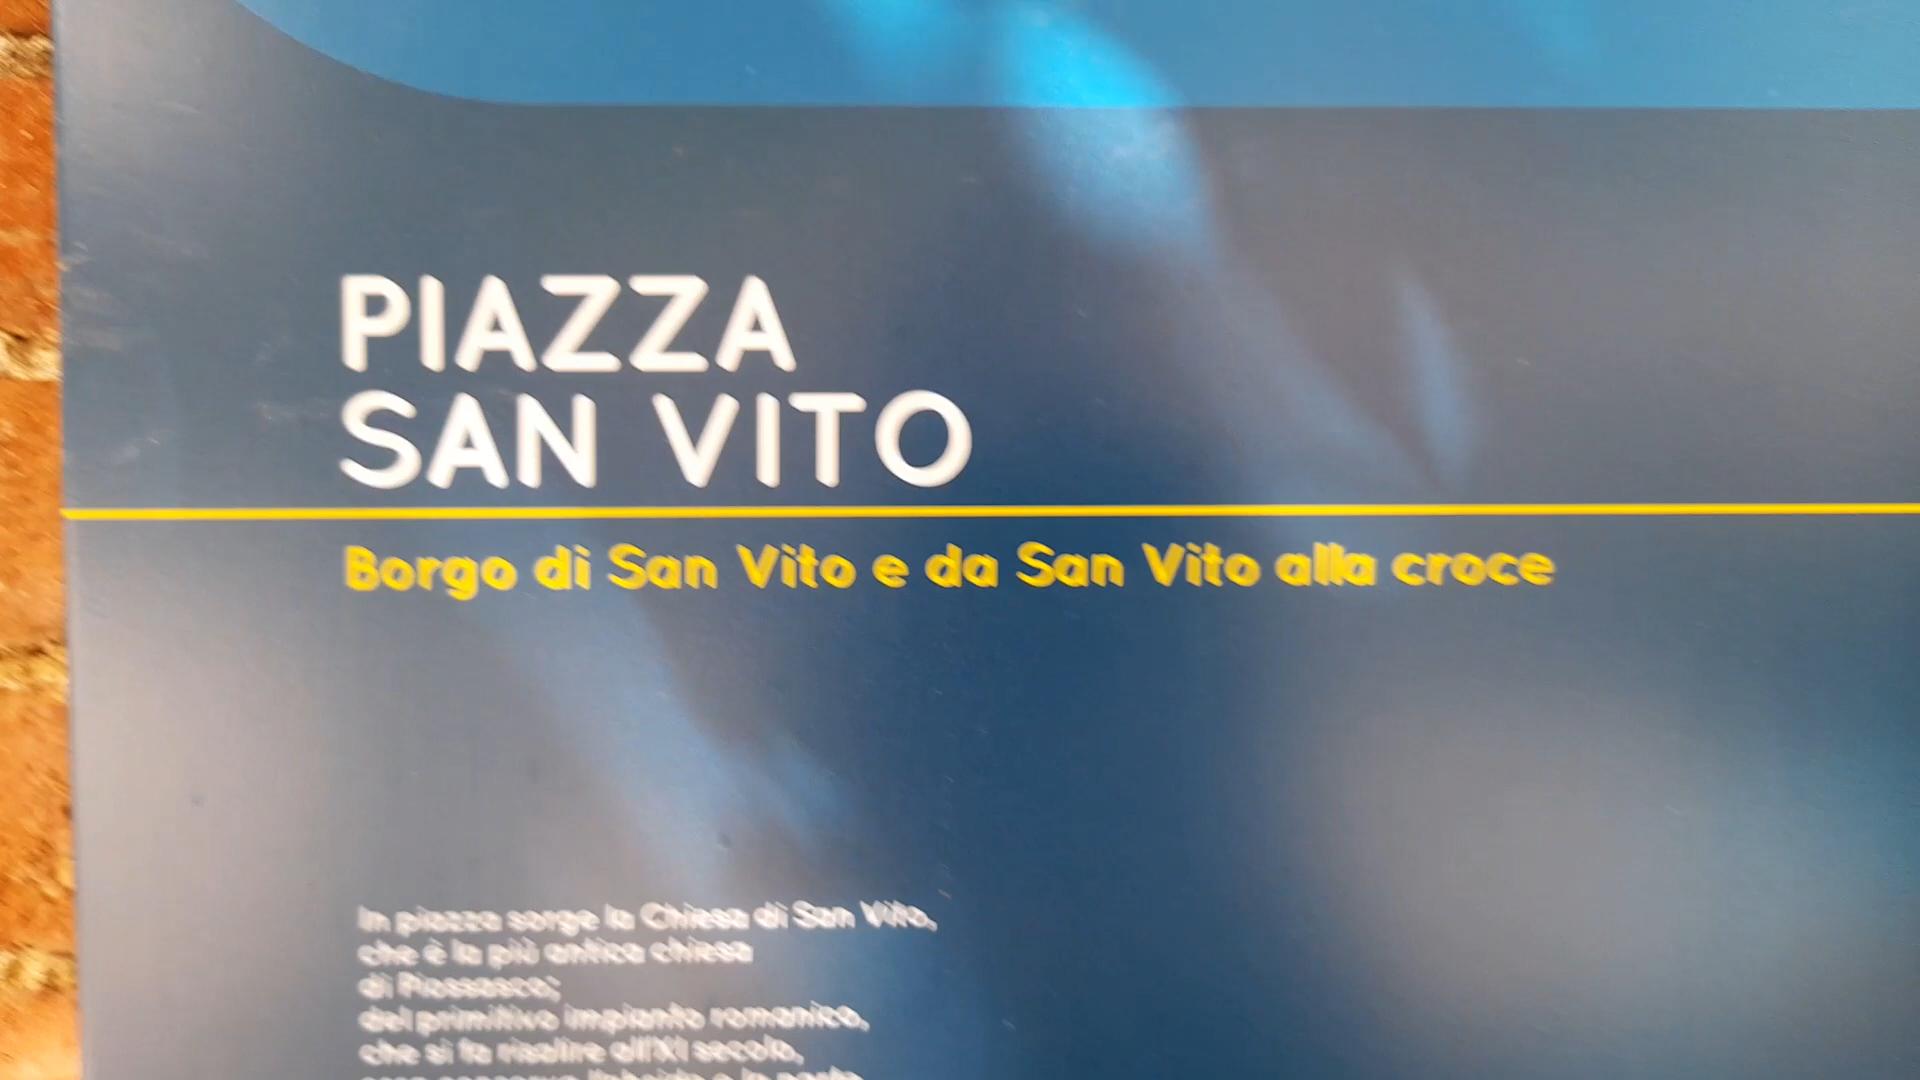 PIAZZA
SAN VITO
Borgo di San Vito e da San Vito alla croce
In piazza sorge la Chiesa di San Vito,
che è la più antica chiesa
di Piossasco;
del primitivo impianto romanico,
che si fa risalire all'XI secolo,